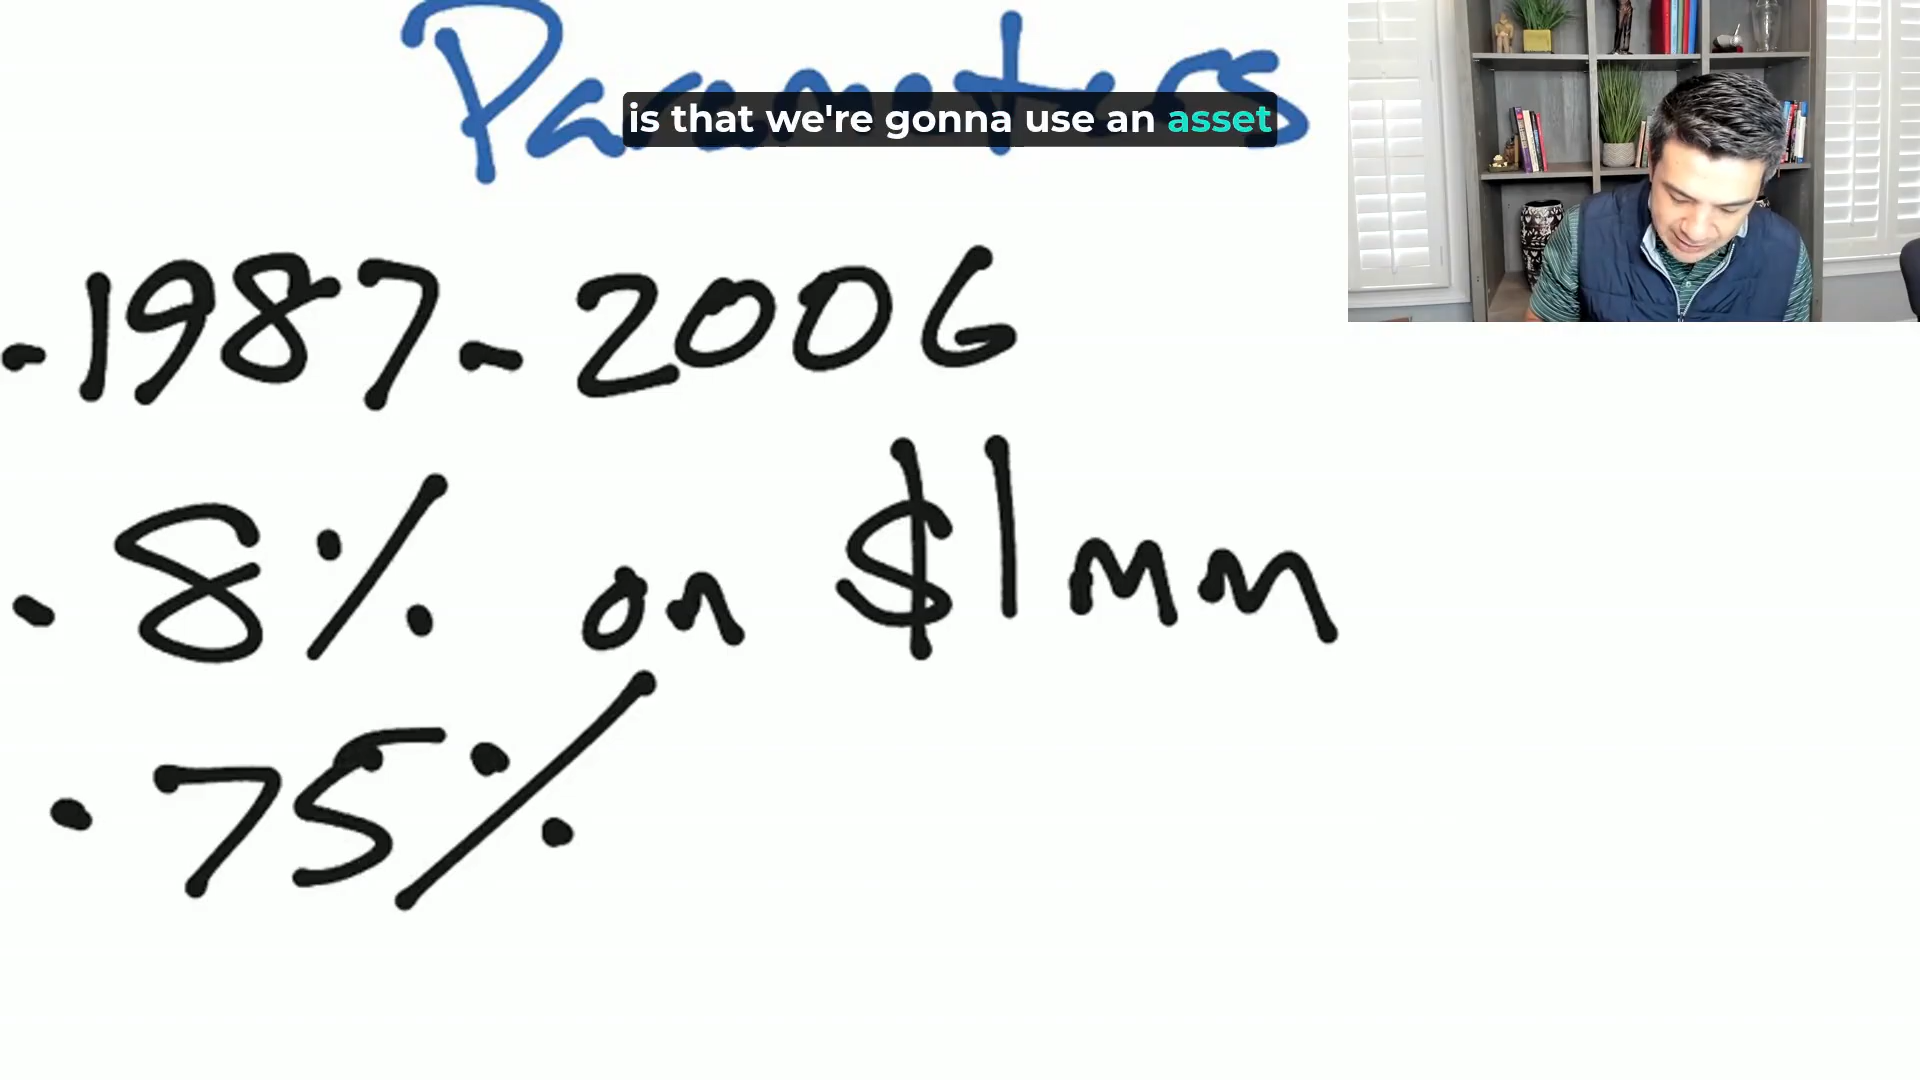 Parameters
is that we're gonna use an asset
- 1987 - 2006
· 8% on $1mm
· 75%